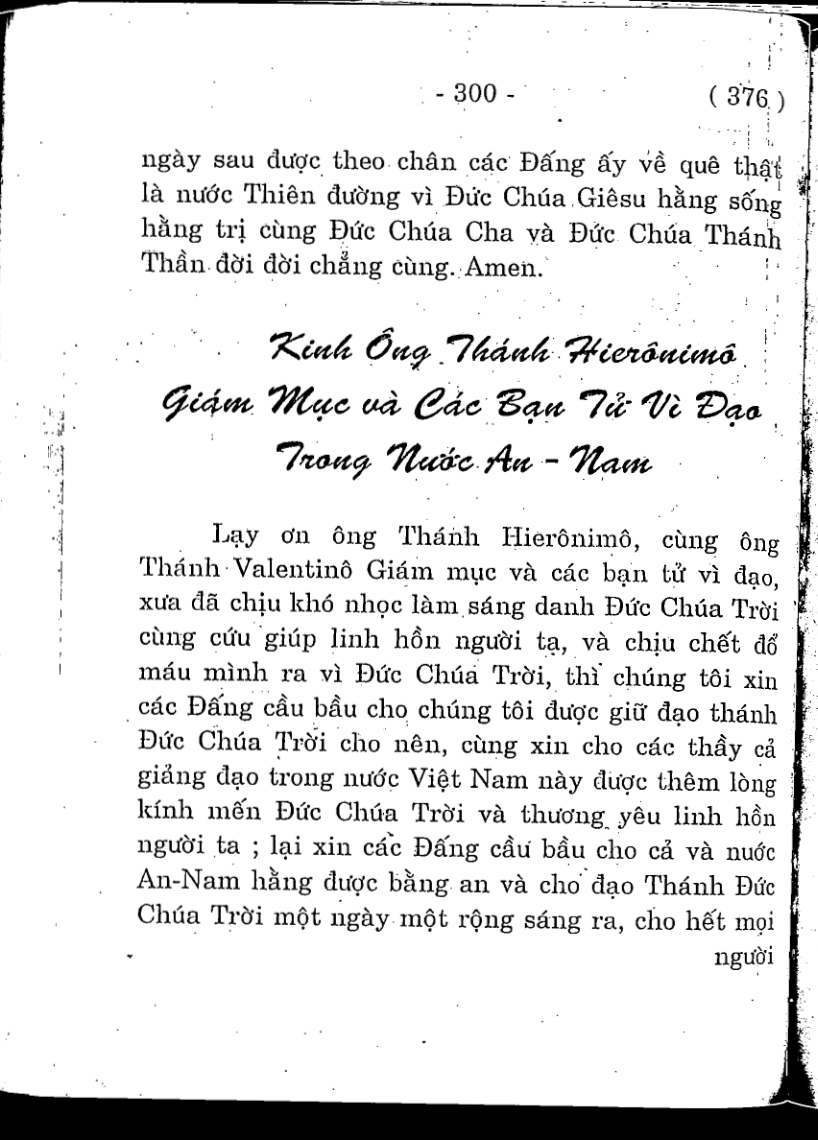 - 300 -
( 376 )
ngày sau được theo chân các Đấng ấy về quê thật
là nước Thiên đường vì Đức Chúa Giêsu hằng sống
hằng trị cùng Đức Chúa Cha và Đức Chúa Thánh
Thần đời đời chẳng cùng. Amen.
Kinh Ông Thánh Hierônimô
Giám Mục và Các Bạn Tử Vì Đạo
Trong Nước An - Nam
Lạy ơn ông Thánh Hierônimô, cùng ông
Thánh Valentinô Giám mục và các bạn tử vì đạo,
xưa đã chịu khó nhọc làm sáng danh Đức Chúa Trời
cùng cứu giúp linh hồn người ta, và chịu chết đổ
máu mình ra vì Đức Chúa Trời, thì chúng tôi xin
các Đấng cầu bầu cho chúng tôi được giữ đạo thánh
Đức Chúa Trời cho nên, cùng xin cho các thầy cả
giảng đạo trong nước Việt Nam này được thêm lòng
kính mến Đức Chúa Trời và thương yêu linh hồn
người ta ; lại xin các Đấng cầu bầu cho cả và nước
An-Nam hằng được bằng an và cho đạo Thánh Đức
Chúa Trời một ngày một rộng sáng ra, cho hết mọi
người